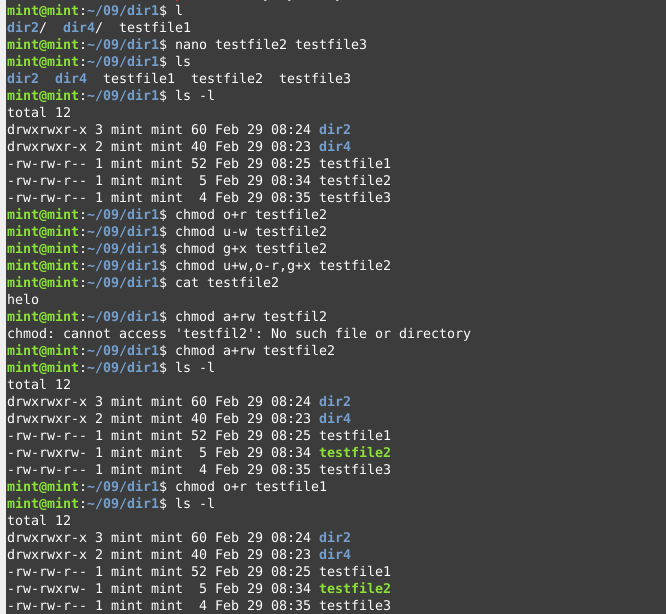 mint@mint:~/09/dir1$ l
dir2/  dir4/  testfile1
mint@mint:~/09/dir1$ nano testfile2 testfile3
mint@mint:~/09/dir1$ ls
dir2  dir4  testfile1  testfile2  testfile3
mint@mint:~/09/dir1$ ls -l
total 12
drwxrwxr-x 3 mint mint 60 Feb 29 08:24 dir2
drwxrwxr-x 2 mint mint 40 Feb 29 08:23 dir4
-rw-rw-r-- 1 mint mint 52 Feb 29 08:25 testfile1
-rw-rw-r-- 1 mint mint  5 Feb 29 08:34 testfile2
-rw-rw-r-- 1 mint mint  4 Feb 29 08:35 testfile3
mint@mint:~/09/dir1$ chmod o+r testfile2
mint@mint:~/09/dir1$ chmod u-w testfile2
mint@mint:~/09/dir1$ chmod g+x testfile2
mint@mint:~/09/dir1$ chmod u+w,o-r,g+x testfile2
mint@mint:~/09/dir1$ cat testfile2
helo
mint@mint:~/09/dir1$ chmod a+rw testfil2
chmod: cannot access 'testfil2': No such file or directory
mint@mint:~/09/dir1$ chmod a+rw testfile2
mint@mint:~/09/dir1$ ls -l
total 12
drwxrwxr-x 3 mint mint 60 Feb 29 08:24 dir2
drwxrwxr-x 2 mint mint 40 Feb 29 08:23 dir4
-rw-rw-r-- 1 mint mint 52 Feb 29 08:25 testfile1
-rw-rwxrw- 1 mint mint  5 Feb 29 08:34 testfile2
-rw-rw-r-- 1 mint mint  4 Feb 29 08:35 testfile3
mint@mint:~/09/dir1$ chmod o+r testfile1
mint@mint:~/09/dir1$ ls -l
total 12
drwxrwxr-x 3 mint mint 60 Feb 29 08:24 dir2
drwxrwxr-x 2 mint mint 40 Feb 29 08:23 dir4
-rw-rw-r-- 1 mint mint 52 Feb 29 08:25 testfile1
-rw-rwxrw- 1 mint mint  5 Feb 29 08:34 testfile2
-rw-rw-r-- 1 mint mint  4 Feb 29 08:35 testfile3